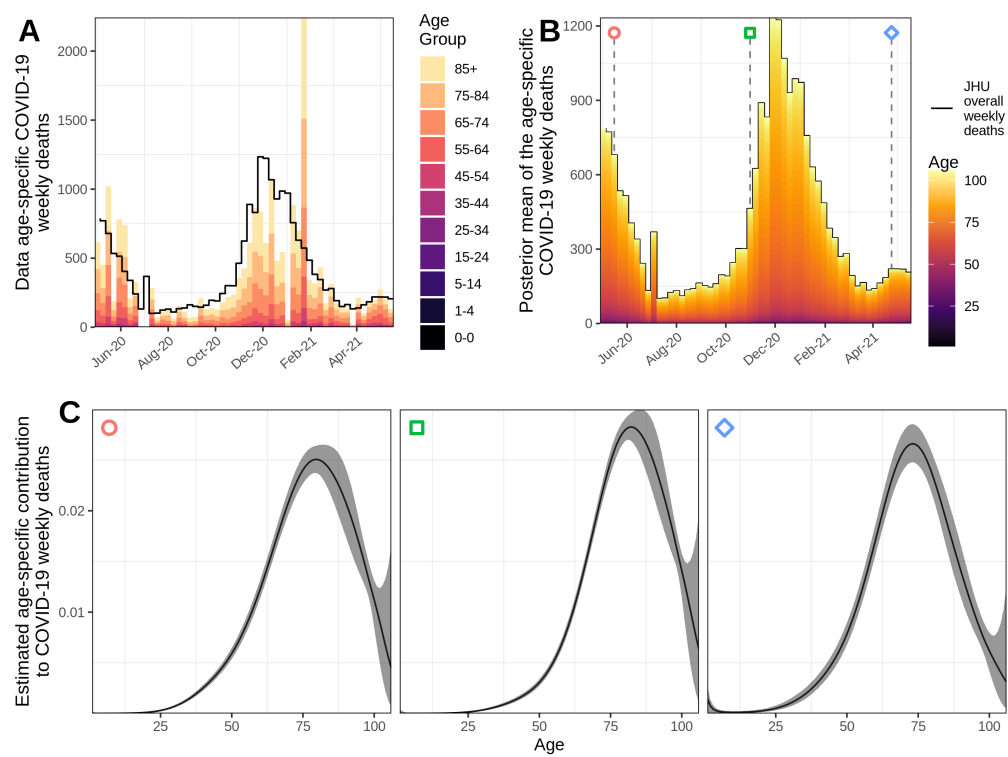 A
Data age-specific COVID-19
weekly deaths
2000
1500
1000
500
0
Jun-20
Aug-20
Oct-20
Dec-20
Feb-21
Apr-21
Age
Group
85+
75-84
65-74
55-64
45-54
35-44
25-34
15-24
5-14
1-4
0-0
B
Posterior mean of the age-specific
COVID-19 weekly deaths
1200
900
600
300
0
Jun-20
Aug-20
Oct-20
Dec-20
Feb-21
Apr-21
JHU
overall
weekly
deaths
Age
100
75
50
25
C
Estimated age-specific contribution
to COVID-19 weekly deaths
0.02
0.01
25
50
75
100
25
50
75
100
25
50
75
100
Age